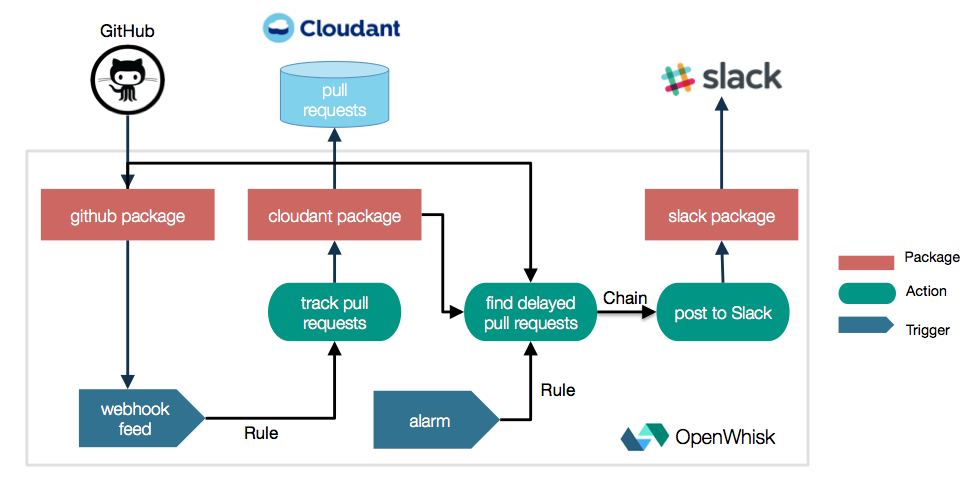 GitHub
Cloudant
pull
requests
slack
github package
cloudant package
slack package
Package
Action
Trigger
track pull
requests
find delayed
pull requests
Chain
post to Slack
webhook
feed
Rule
alarm
Rule
OpenWhisk